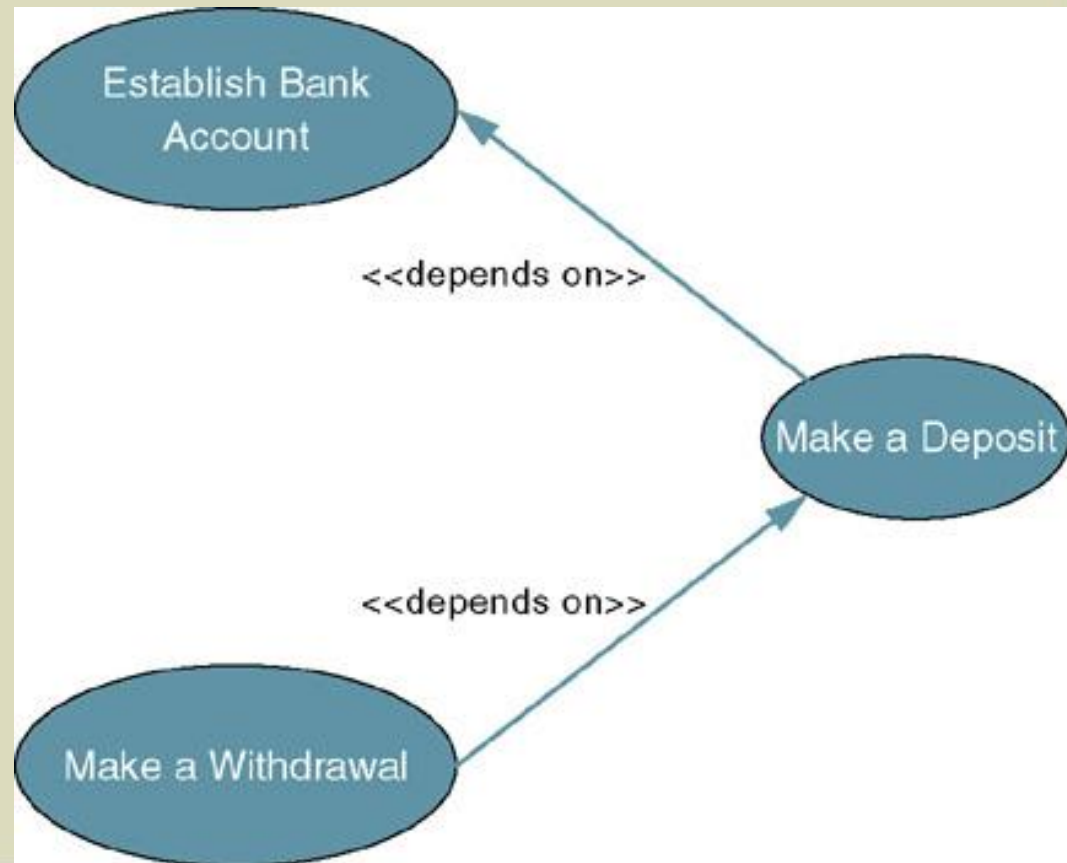 Establish Bank
Account
<<depends on>>
Make a Deposit
<<depends on>>
Make a Withdrawal